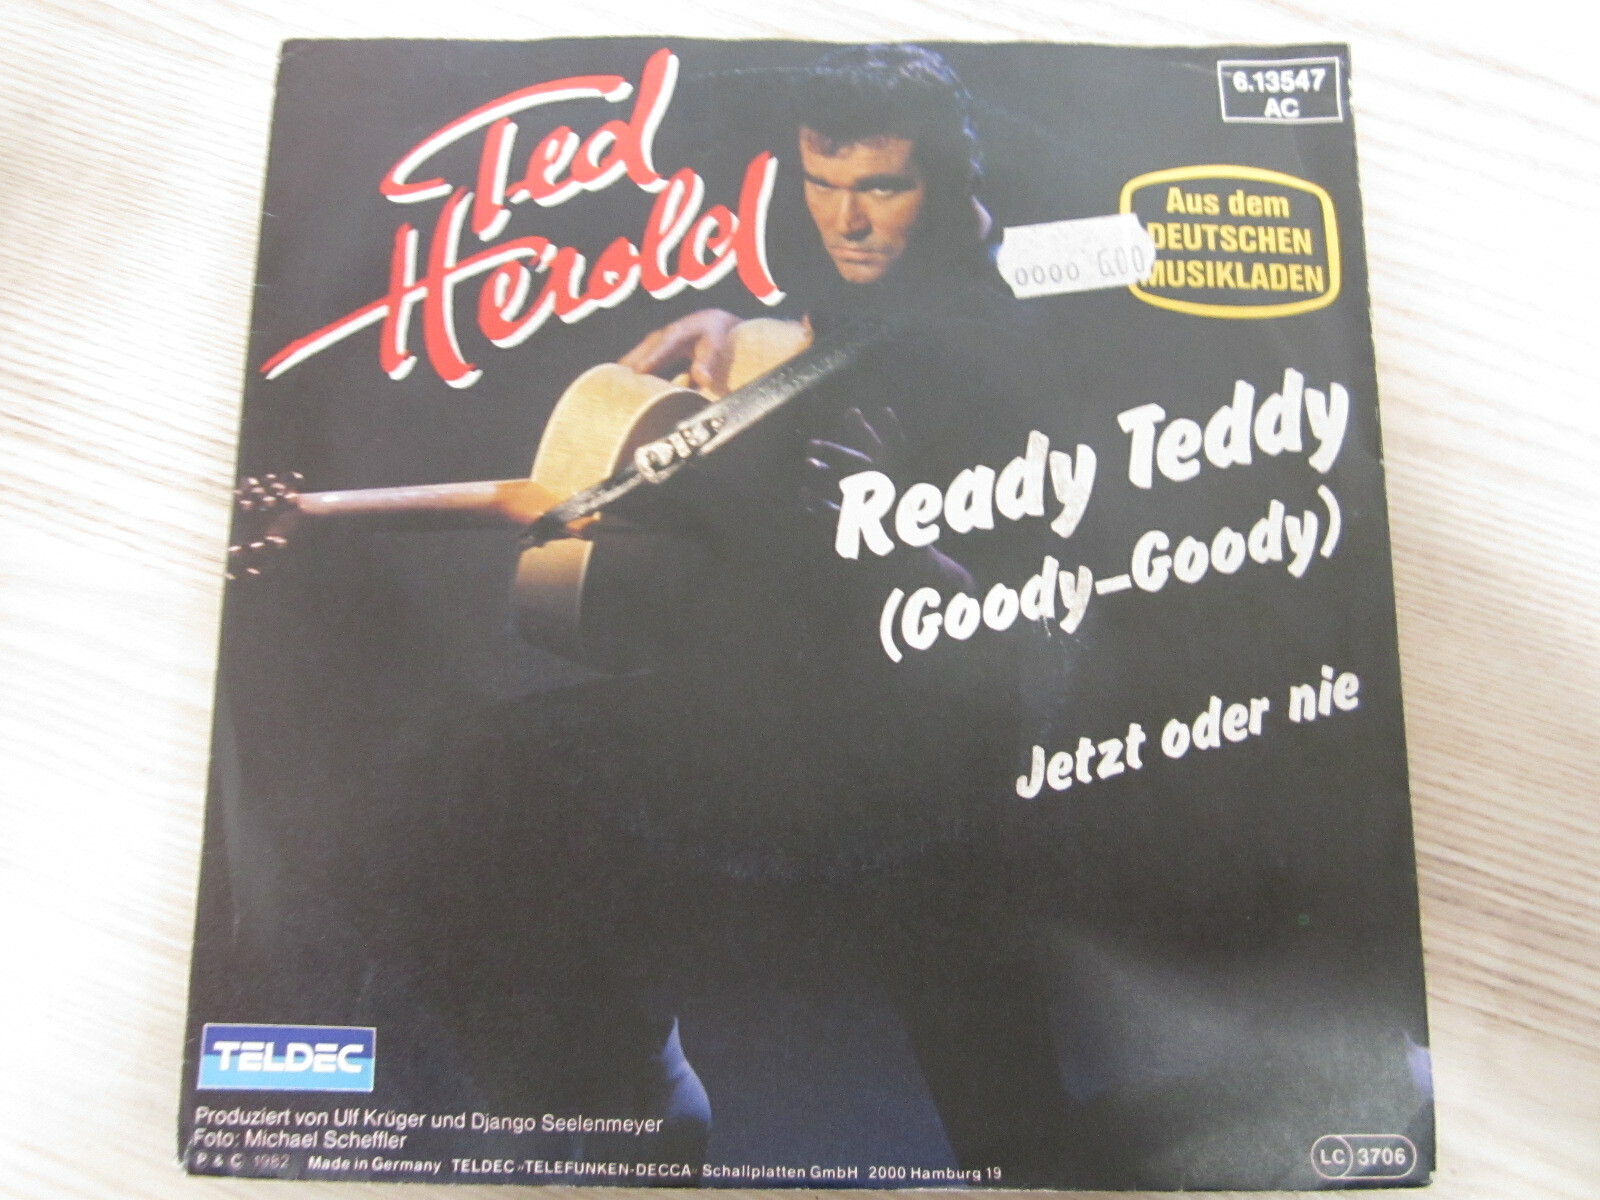 Ted
Herold
6.13547
AC
Aus dem
DEUTSCHEN
MUSIKLADEN
0000 6.00
Ready Teddy
(Goody-Goody)
Jetzt oder nie
TELDEC
Produziert von Ulf Krüger und Django Seelenmeyer
Foto: Michael Scheffler
P & C 1982 Made in Germany TELDEC »TELEFUNKEN-DECCA« Schallplatten GmbH 2000 Hamburg 19
LC 3706